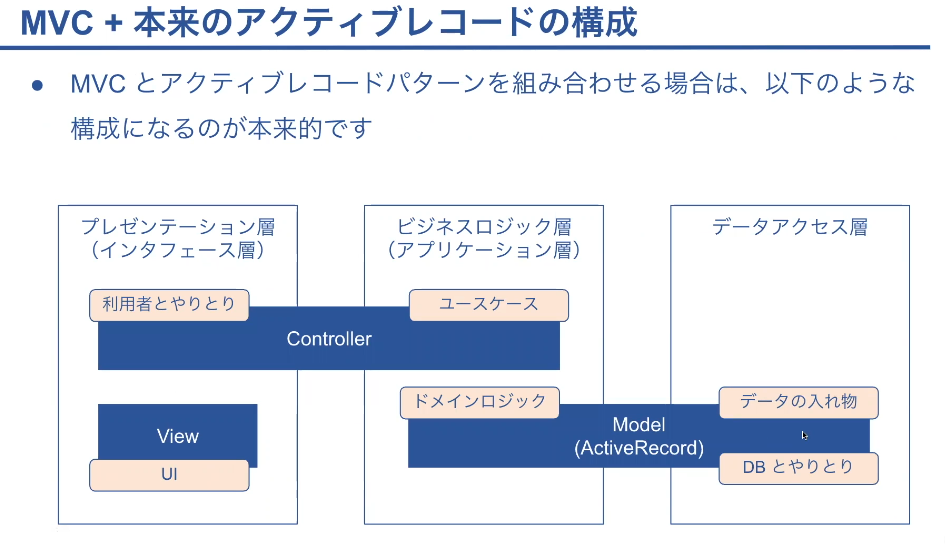 MVC + 本来のアクティブレコードの構成
● MVC とアクティブレコードパターンを組み合わせる場合は、以下のような
構成になるのが本来的です
プレゼンテーション層
（インタフェース層）
ビジネスロジック層
（アプリケーション層）
データアクセス層
利用者とやりとり
ユースケース
Controller
ドメインロジック
データの入れ物
View
Model
(ActiveRecord)
UI
DB とやりとり